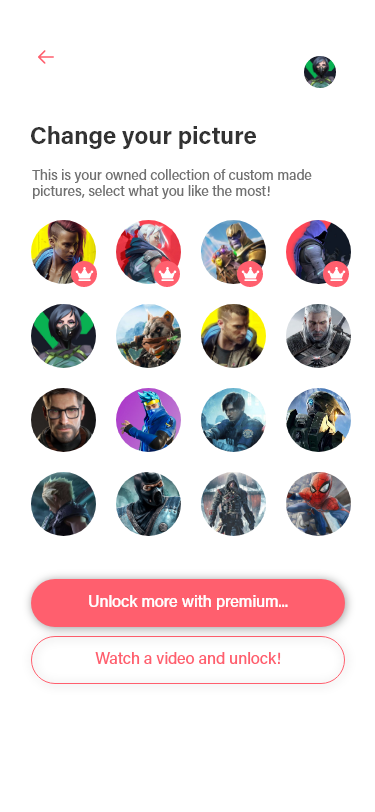 Change your picture
This is your owned collection of custom made
pictures, select what you like the most!
Unlock more with premium...
Watch a video and unlock!